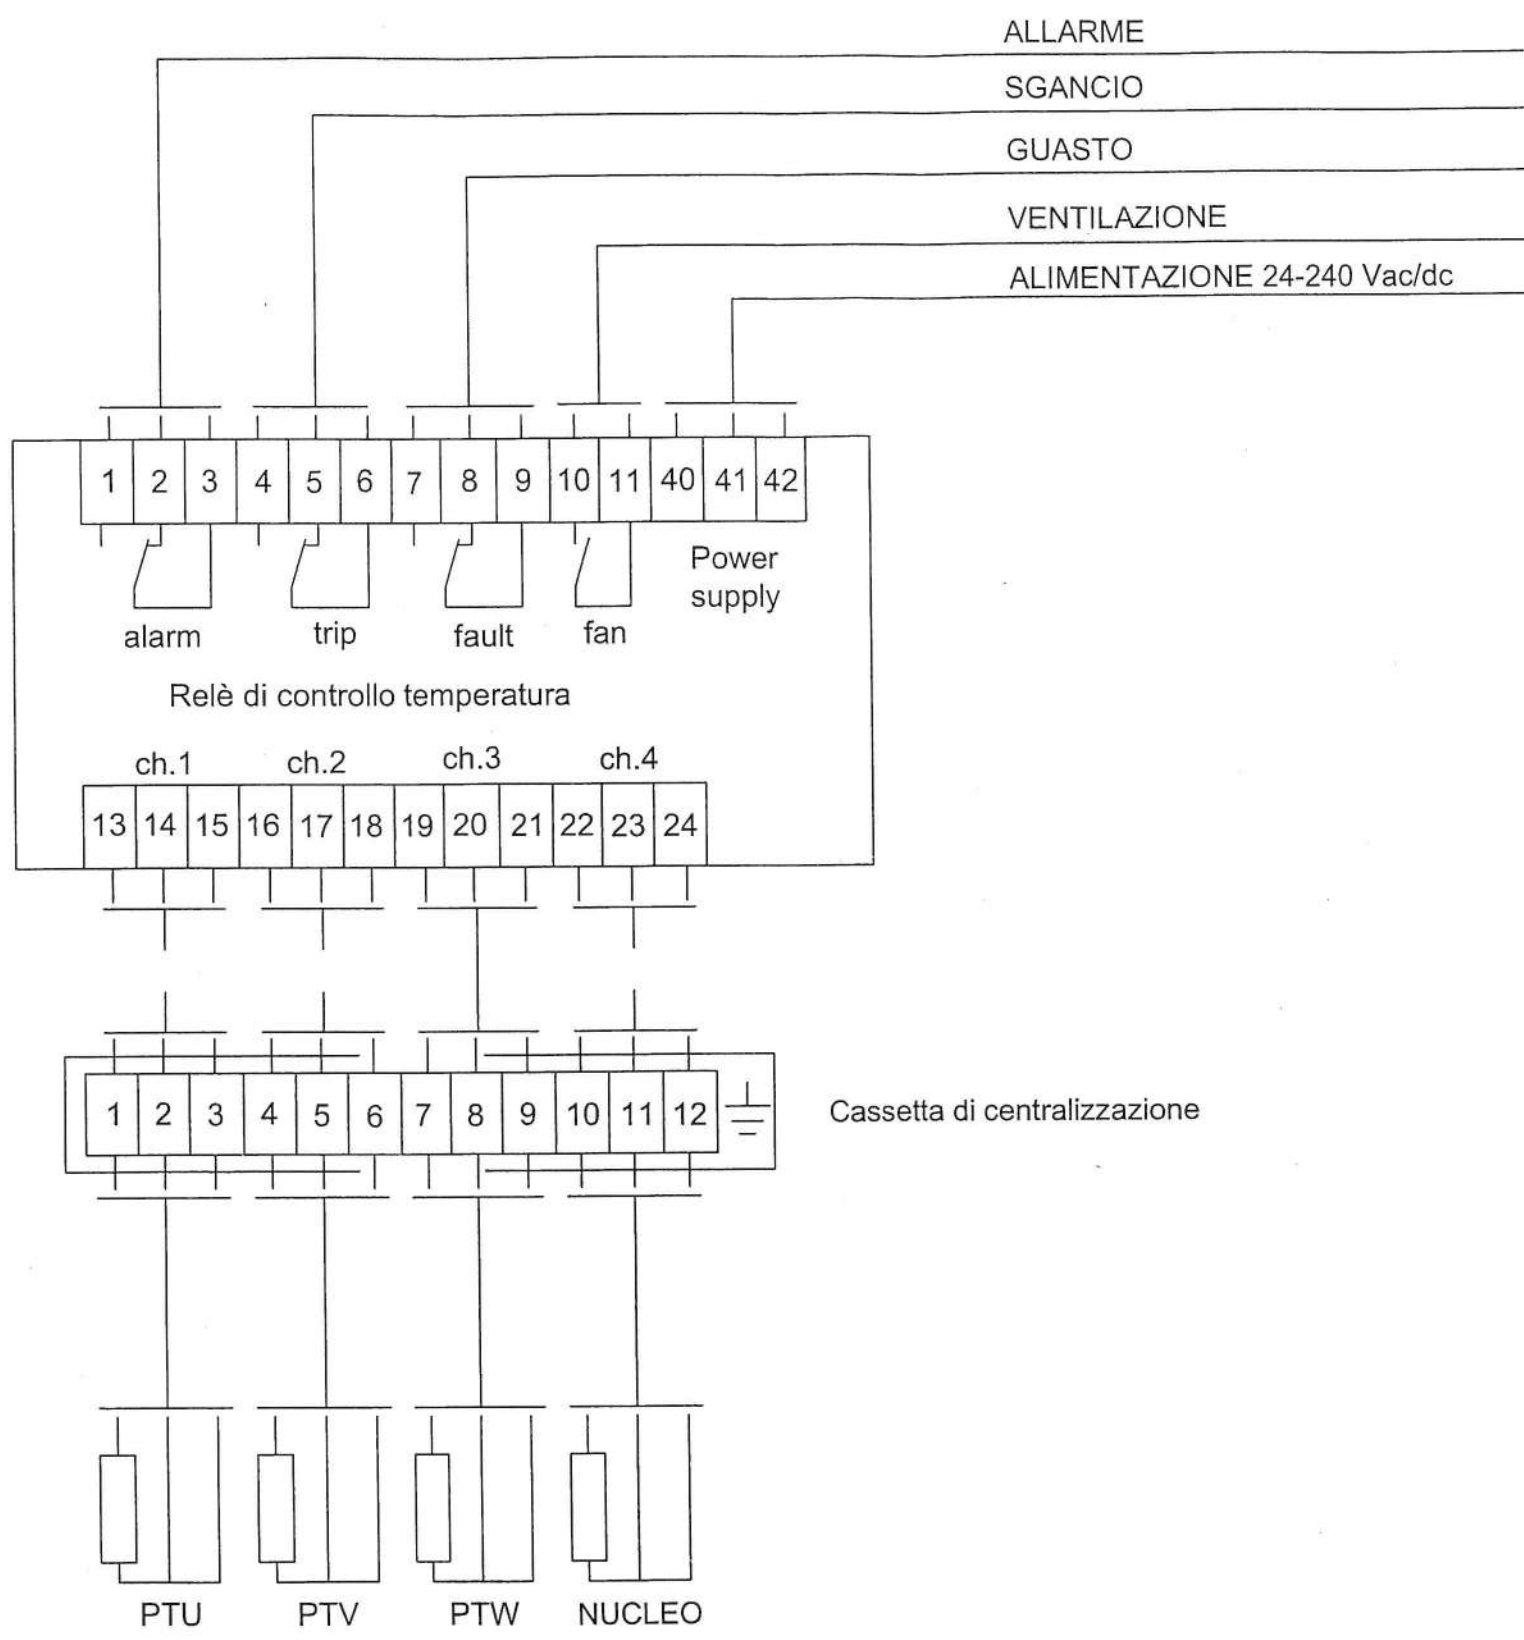 ALLARME
SGANCIO
GUASTO
VENTILAZIONE
ALIMENTAZIONE 24-240 Vac/dc
1 2 3 4 5 6 7 8 9 10 11 40 41 42
Power
supply
alarm trip fault fan
Relè di controllo temperatura
ch.1 ch.2 ch.3 ch.4
13 14 15 16 17 18 19 20 21 22 23 24
1 2 3 4 5 6 7 8 9 10 11 12
Cassetta di centralizzazione
PTU PTV PTW NUCLEO